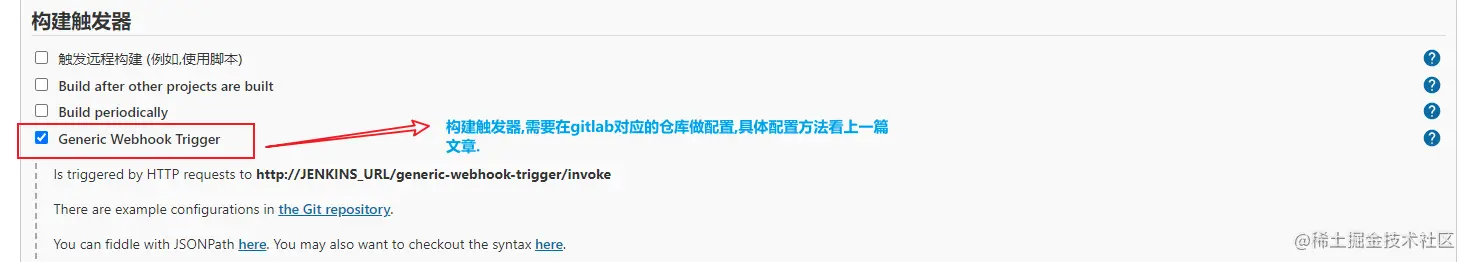 构建触发器
触发远程构建 (例如,使用脚本)
Build after other projects are built
Build periodically
Generic Webhook Trigger
构建触发器,需要在gitlab对应的仓库做配置,具体配置方法看上一篇
文章.
Is triggered by HTTP requests to http://JENKINS_URL/generic-webhook-trigger/invoke
There are example configurations in the Git repository.
You can fiddle with JSONPath here. You may also want to checkout the syntax here.
@稀土掘金技术社区